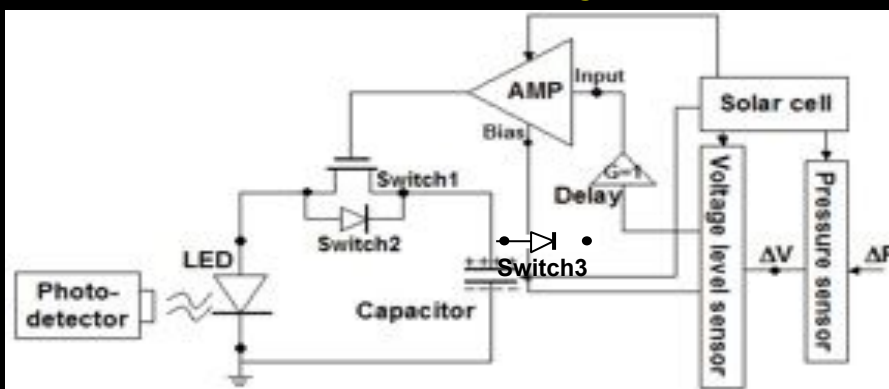 Input
AMP
Bias
Solar cell
Switch1
G=1
Delay
Switch2
Voltage level sensor
Pressure sensor
ΔV
ΔP
LED
Switch3
Photo-
detector
Capacitor